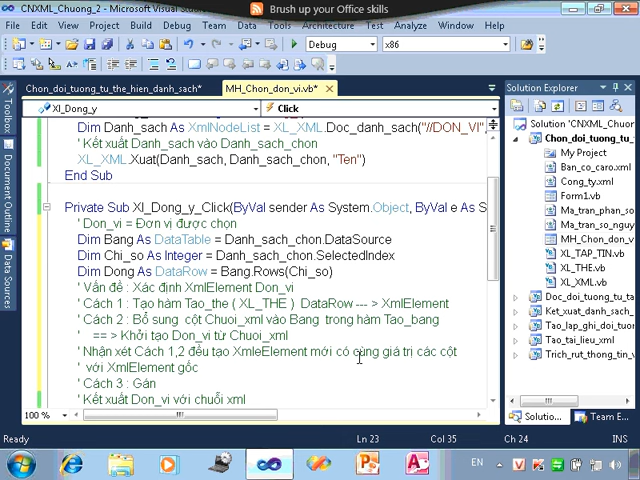 CNXML_Chuong_2 - Microsoft Visual Studio
Brush up your Office skills
File Edit View Project Build Debug Team Data Tools Architecture Test Analyze Window Help
Debug x86
Chon_doi_tuong_tu_the_hien_danh_sach* MH_Chon_don_vi.vb*
Xl_Dong_y Click
Dim Danh_sach As XmlNodeList = XL_XML.Doc_danh_sach("//DON_VI",
' Kết xuất Danh_sach vào Danh_sach_chon
XL_XML.Xuat(Danh_sach, Danh_sach_chon, "Ten")
End Sub
Private Sub Xl_Dong_y_Click(ByVal sender As System.Object, ByVal e As S
' Don_vi = Đơn vị được chọn
Dim Bang As DataTable = Danh_sach_chon.DataSource
Dim Chi_so As Integer = Danh_sach_chon.SelectedIndex
Dim Dong As DataRow = Bang.Rows(Chi_so)
' Vấn đề : Xác định XmlElement Don_vi
' Cách 1 : Tạo hàm Tao_the ( XL_THE ) DataRow --- > XmlElement
' Cách 2 : Bổ sung cột Chuoi_xml vào Bang trong hàm Tao_bang
' == > Khởi tạo Don_vi từ Chuoi_xml
' Nhận xét Cách 1,2 đều tạo XmleElement mới có cùng giá trị các cột
' với XmlElement gốc
' Cách 3 : Gán
' Kết xuất Don_vi với chuỗi xml
100 %
Toolbox
Document Outline
Data Sources
Solution Explorer
Solution 'CNXML_Chuong_2'
Chon_doi_tuong_tu_t
My Project
Ban_co_caro.xml
Cong_ty.xml
Form1.vb
Ma_tran_phan_so
Ma_tran_so_nguy
MH_Chon_don_vi
XL_TAP_TIN.vb
XL_THE.vb
XL_XML.vb
Doc_doi_tuong_tu_ta
Ket_xuat_danh_sach
Tao_lap_ghi_doi_tuon
Tao_tai_lieu_xml
Trich_rut_thong_tin_v
Solutio... Team E...
Ready Ln 23 Col 35 Ch 24 INS
EN